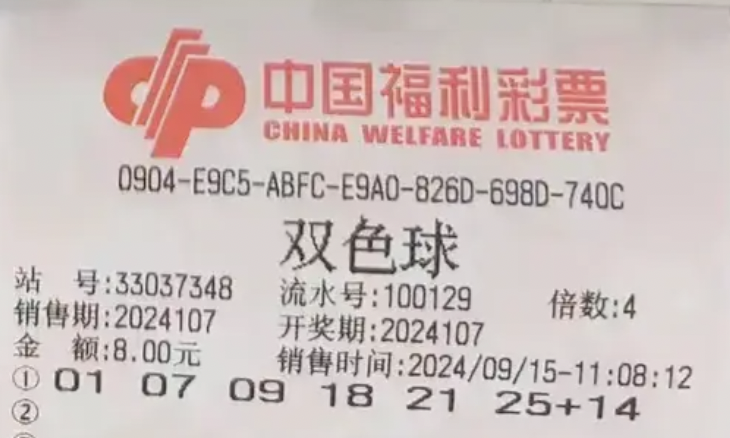 中国福利彩票
CHINA WELFARE LOTTERY
0904-E9C5-ABFC-E9A0-826D-698D-740C
双色球
站 号:33037348 流水号:100129 倍数:4
销售期:2024107 开奖期:2024107
金 额:8.00元 销售时间:2024/09/15-11:08:12
① 01 07 09 18 21 25+14
②